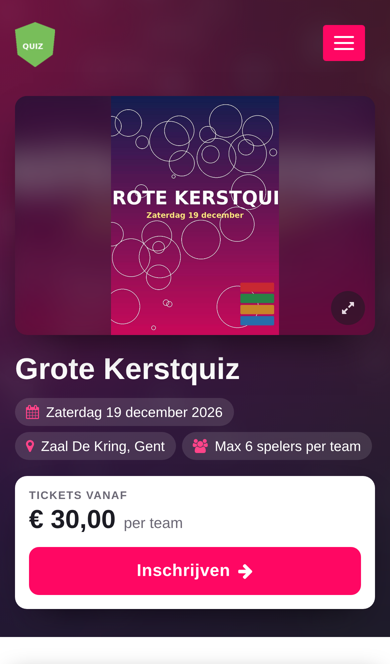 QUIZ
ROTE KERSTQUI
Zaterdag 19 december
Grote Kerstquiz
Zaterdag 19 december 2026
Zaal De Kring, Gent
Max 6 spelers per team
TICKETS VANAF
€ 30,00 per team
Inschrijven